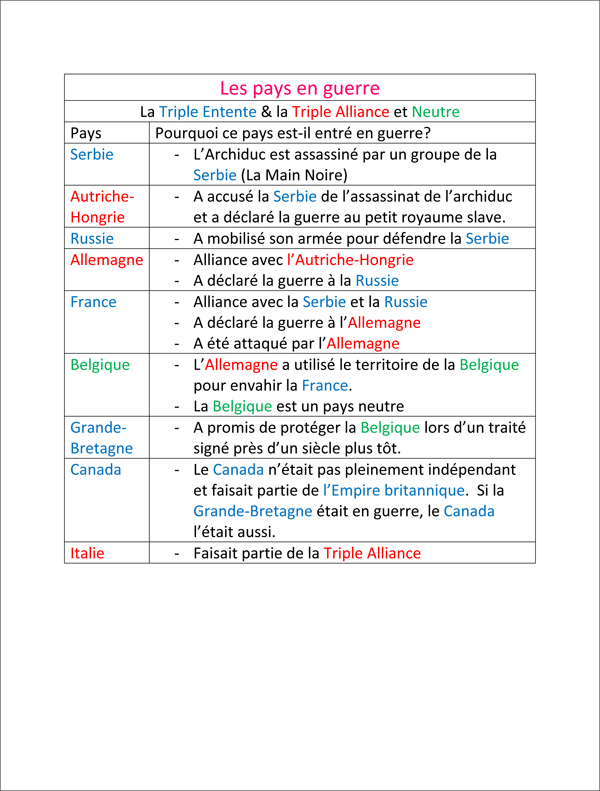 Les pays en guerre
La Triple Entente & la Triple Alliance et Neutre
Pays Pourquoi ce pays est-il entré en guerre?
Serbie - L’Archiduc est assassiné par un groupe de la
Serbie (La Main Noire)
Autriche- - A accusé la Serbie de l’assassinat de l’archiduc
Hongrie et a déclaré la guerre au petit royaume slave.
Russie - A mobilisé son armée pour défendre la Serbie
Allemagne - Alliance avec l’Autriche-Hongrie
- A déclaré la guerre à la Russie
France - Alliance avec la Serbie et la Russie
- A déclaré la guerre à l’Allemagne
- A été attaqué par l’Allemagne
Belgique - L’Allemagne a utilisé le territoire de la Belgique
pour envahir la France.
- La Belgique est un pays neutre
Grande- - A promis de protéger la Belgique lors d’un traité
Bretagne signé près d’un siècle plus tôt.
Canada - Le Canada n’était pas pleinement indépendant
et faisait partie de l’Empire britannique. Si la
Grande-Bretagne était en guerre, le Canada
l’était aussi.
Italie - Faisait partie de la Triple Alliance